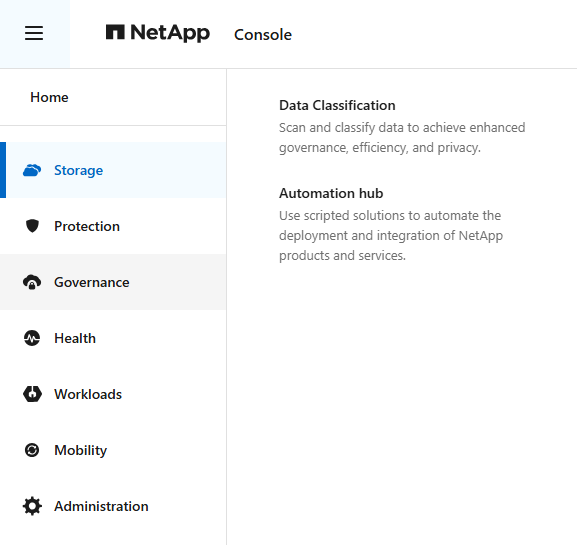 NetApp Console
Home
Storage
Protection
Governance
Health
Workloads
Mobility
Administration
Data Classification
Scan and classify data to achieve enhanced
governance, efficiency, and privacy.
Automation hub
Use scripted solutions to automate the
deployment and integration of NetApp
products and services.